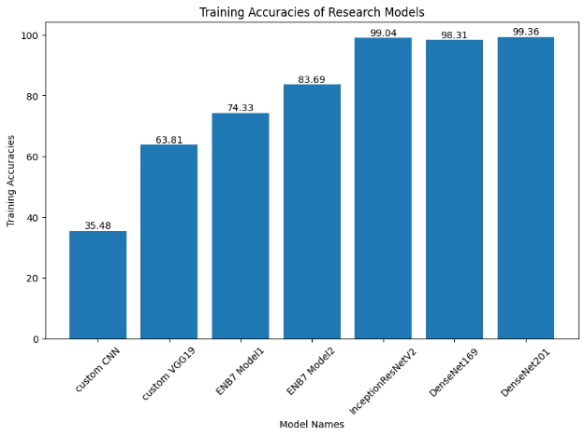 Training Accuracies of Research Models
Training Accuracies
100
80
60
40
20
0
35.48
63.81
74.33
83.69
99.04
98.31
99.36
custom CNN
custom VGG19
ENB7 Model1
ENB7 Model2
InceptionResNetV2
DenseNet169
DenseNet201
Model Names